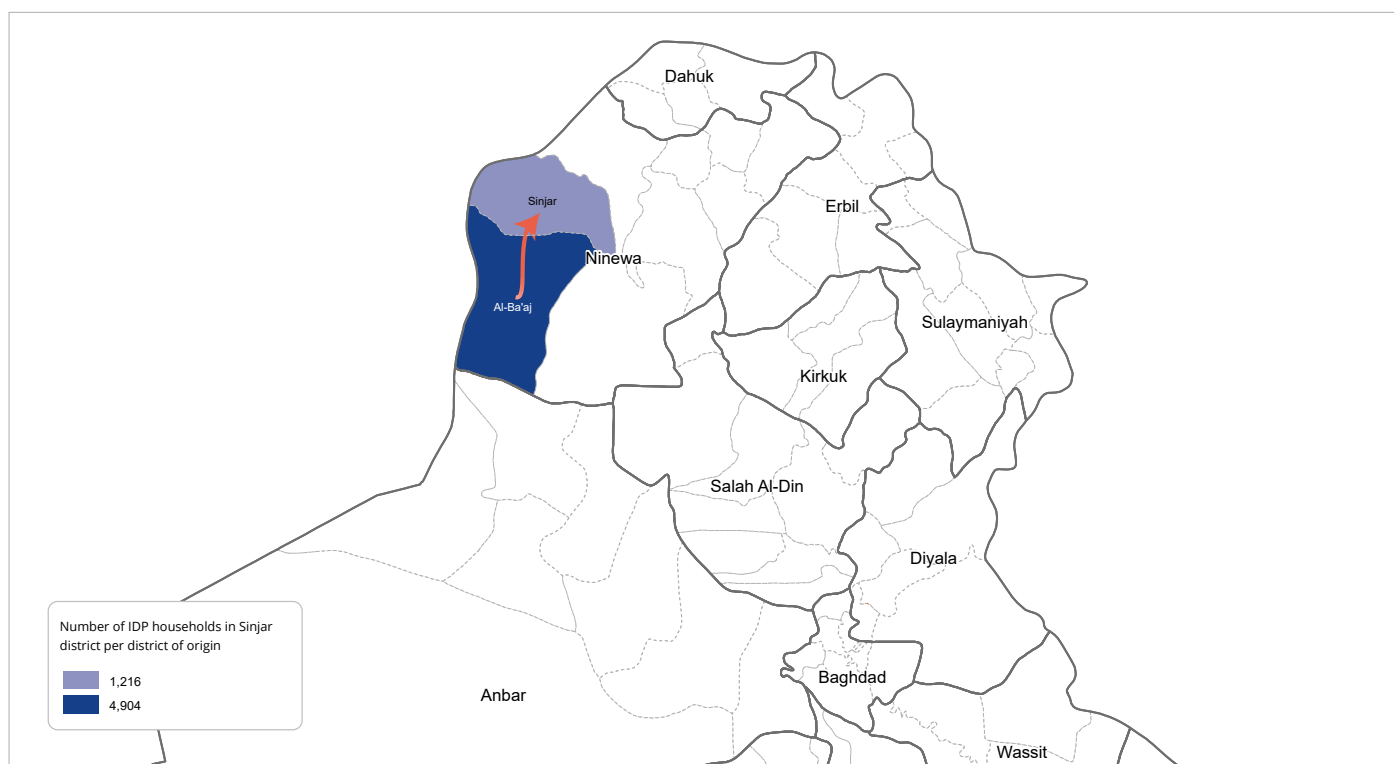 Dahuk
Sinjar
Erbil
Ninewa
Al-Ba'aj
Sulaymaniyah
Kirkuk
Salah Al-Din
Diyala
Number of IDP households in Sinjar
district per district of origin
1,216
4,904
Baghdad
Anbar
Wassit